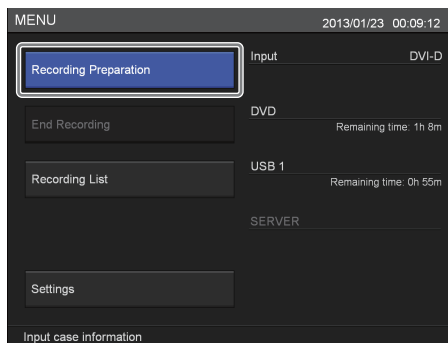 MENU 2013/01/23 00:09:12
Recording Preparation
Input DVI-D
End Recording
DVD
Remaining time: 1h 8m
Recording List
USB 1
Remaining time: 0h 55m
SERVER
Settings
Input case information